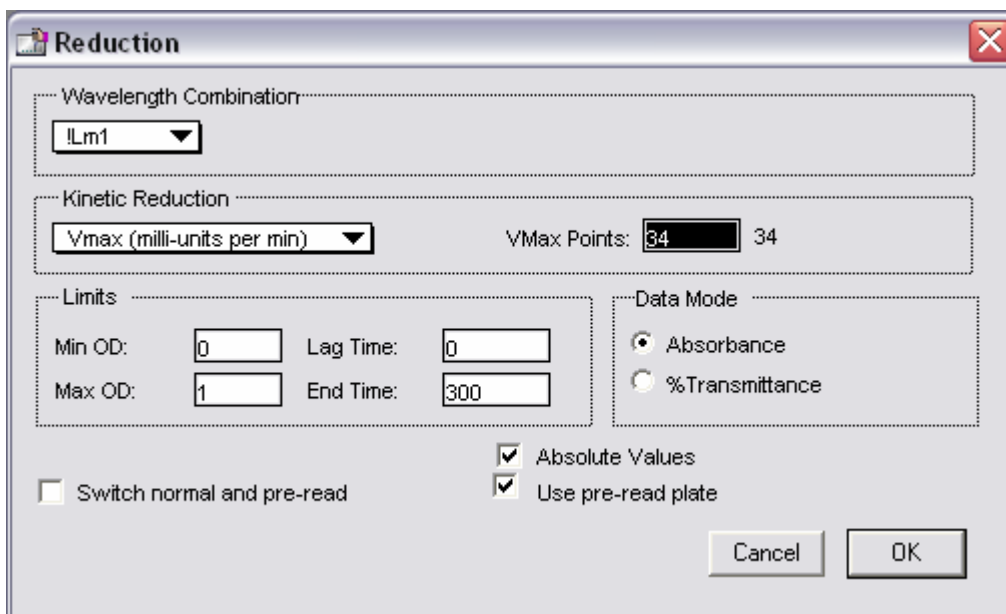 Reduction
Wavelength Combination
!Lm1
Kinetic Reduction
Vmax (milli-units per min) VMax Points: 34 34
Limits Data Mode
Min OD: 0 Lag Time: 0 Absorbance
Max OD: 1 End Time: 300 %Transmittance
Absolute Values
Switch normal and pre-read Use pre-read plate
Cancel OK